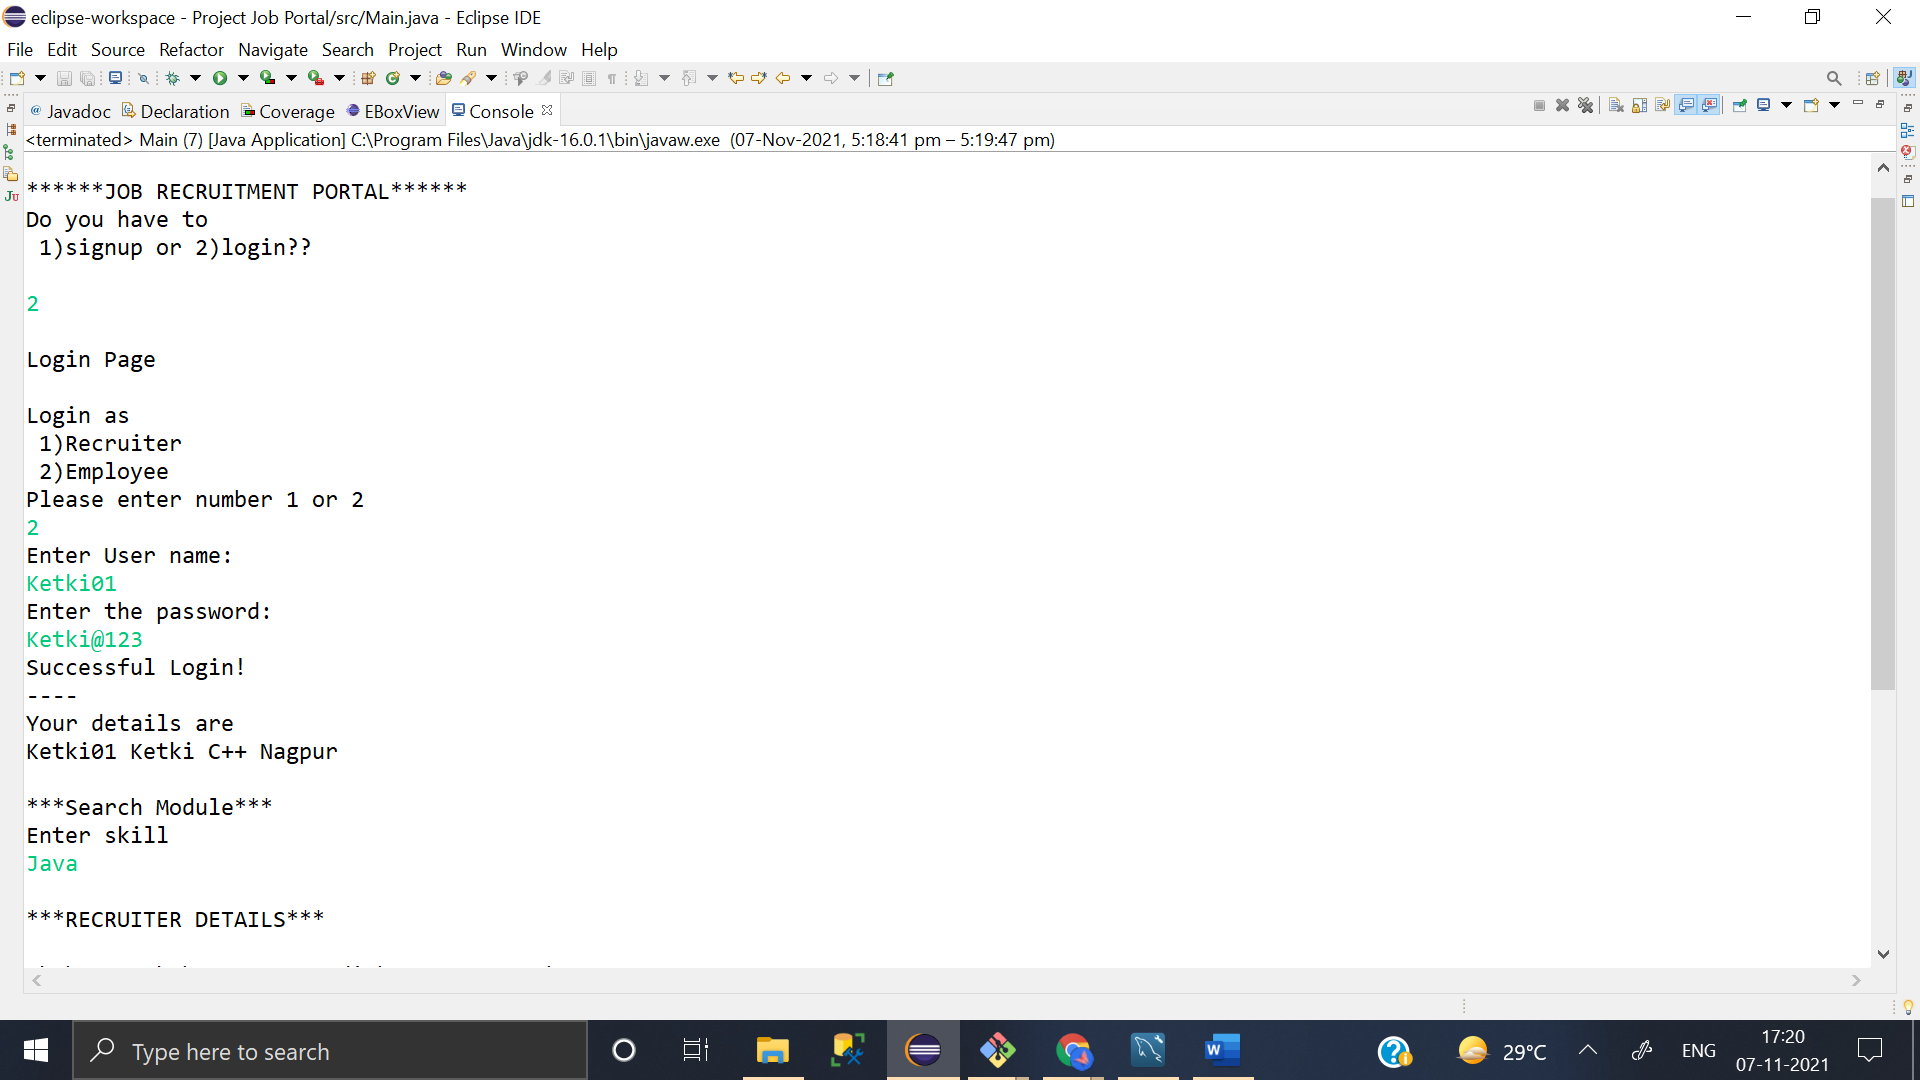 eclipse-workspace - Project Job Portal/src/Main.java - Eclipse IDE
File Edit Source Refactor Navigate Search Project Run Window Help
@ Javadoc Declaration Coverage EBoxView Console
<terminated> Main (7) [Java Application] C:\Program Files\Java\jdk-16.0.1\bin\javaw.exe (07-Nov-2021, 5:18:41 pm – 5:19:47 pm)
******JOB RECRUITMENT PORTAL******
Do you have to
1)signup or 2)login??
2
Login Page
Login as
1)Recruiter
2)Employee
Please enter number 1 or 2
2
Enter User name:
Ketki01
Enter the password:
Ketki@123
Successful Login!
----
Your details are
Ketki01 Ketki C++ Nagpur
***Search Module***
Enter skill
Java
***RECRUITER DETAILS***
Type here to search
29°C
ENG
17:20
07-11-2021